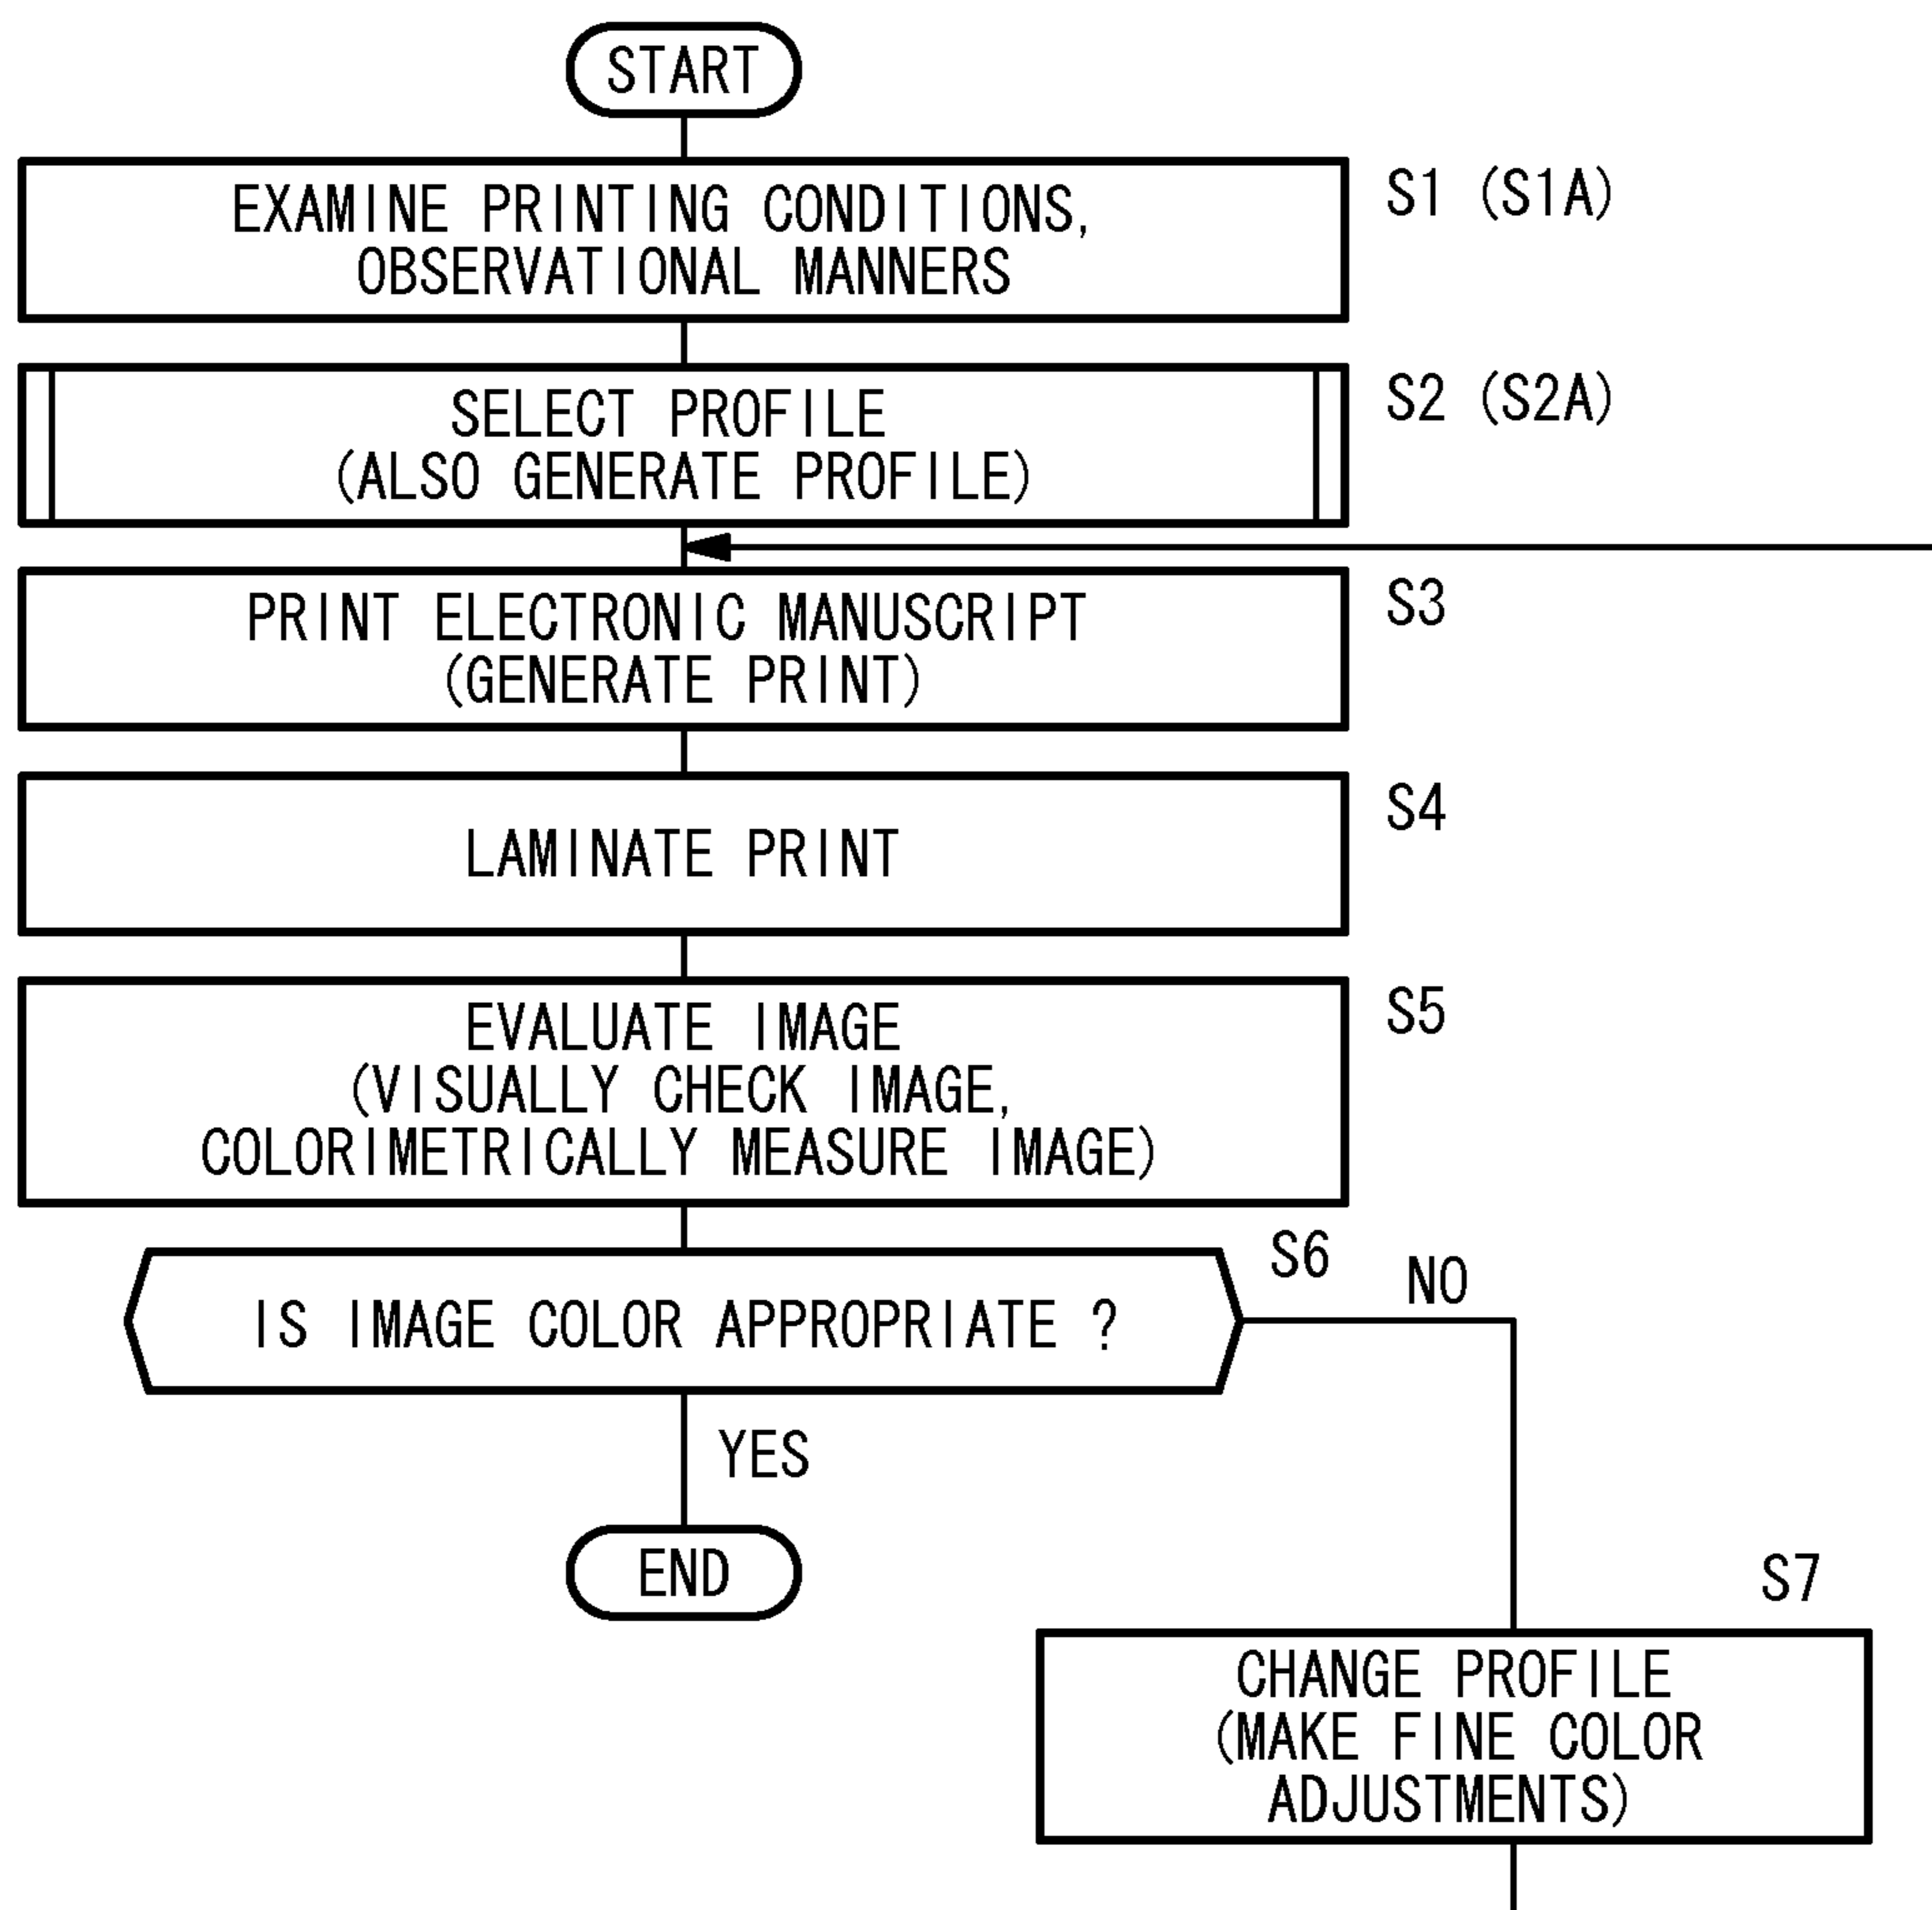 START
EXAMINE PRINTING CONDITIONS,
OBSERVATIONAL MANNERS
S1 (S1A)
SELECT PROFILE
(ALSO GENERATE PROFILE)
S2 (S2A)
PRINT ELECTRONIC MANUSCRIPT
(GENERATE PRINT)
S3
LAMINATE PRINT
S4
EVALUATE IMAGE
(VISUALLY CHECK IMAGE,
COLORIMETRICALLY MEASURE IMAGE)
S5
IS IMAGE COLOR APPROPRIATE ?
S6
NO
YES
END
S7
CHANGE PROFILE
(MAKE FINE COLOR
ADJUSTMENTS)